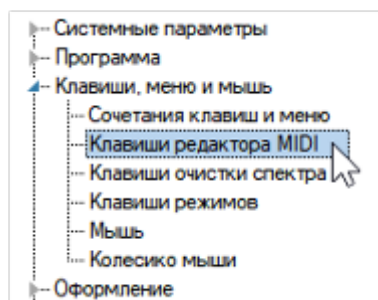 Системные параметры
Программа
Клавиши, меню и мышь
Сочетания клавиш и меню
Клавиши редактора MIDI
Клавиши очистки спектра
Клавиши режимов
Мышь
Колесико мыши
Оформление